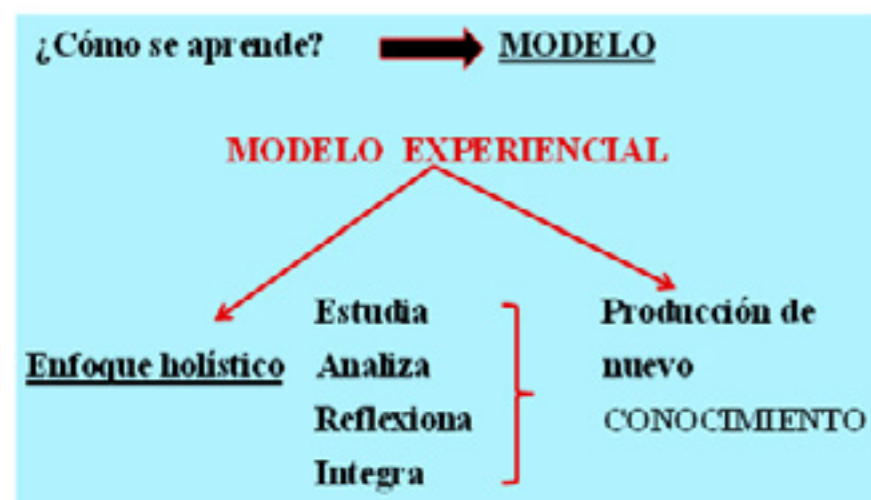 ¿Cómo se aprende? MODELO
MODELO EXPERIENCIAL
Estudia Producción de
Enfoque holístico Analiza nuevo
Reflexiona CONOCIMIENTO
Integra